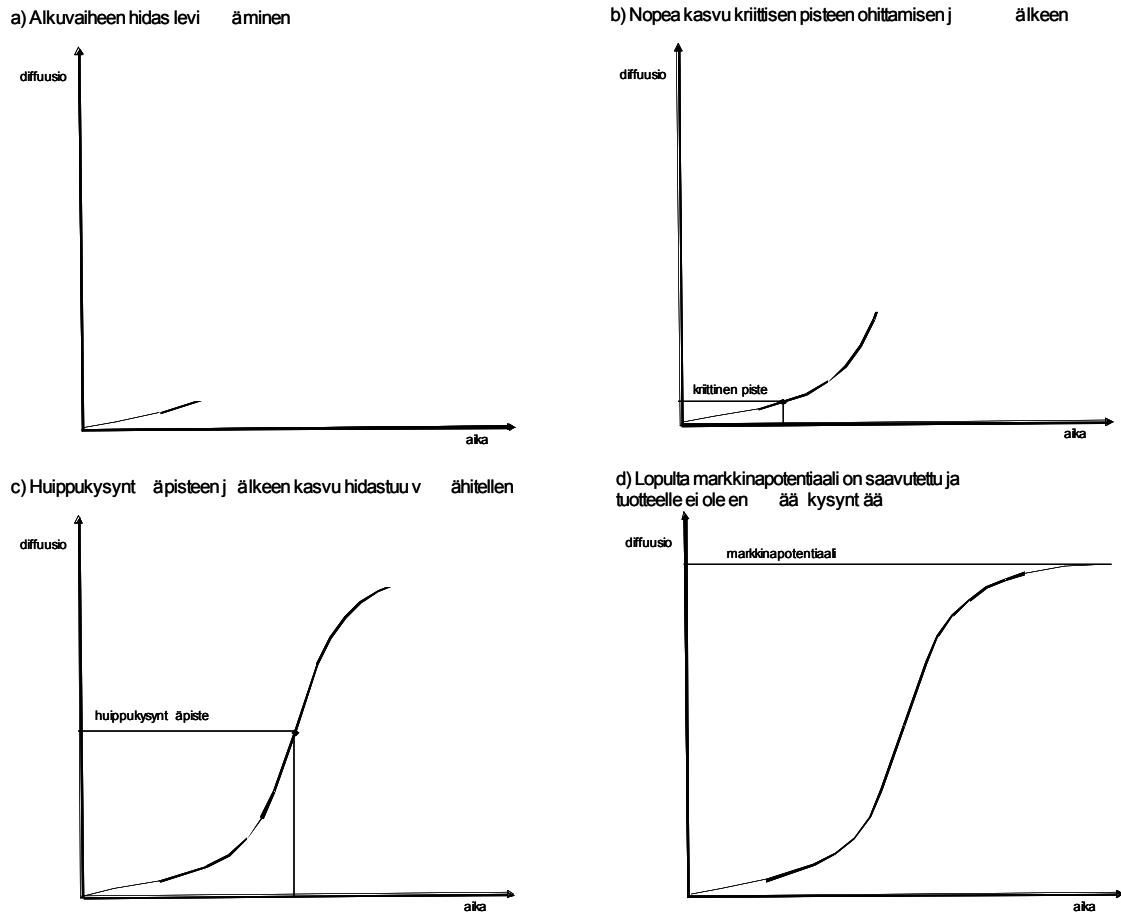 a) Alkuvaiheen hidas levi äminen
diffuusio
aika
b) Nopea kasvu kriittisen pisteen ohittamisen j älkeen
diffuusio
kriittinen piste
aika
c) Huippukysynt äpisteen j älkeen kasvu hidastuu v ähitellen
diffuusio
huippukysynt äpiste
aika
d) Lopulta markkinapotentiaali on saavutettu ja
tuotteelle ei ole en ää kysynt ää
diffuusio
markkinapotentiaali
aika